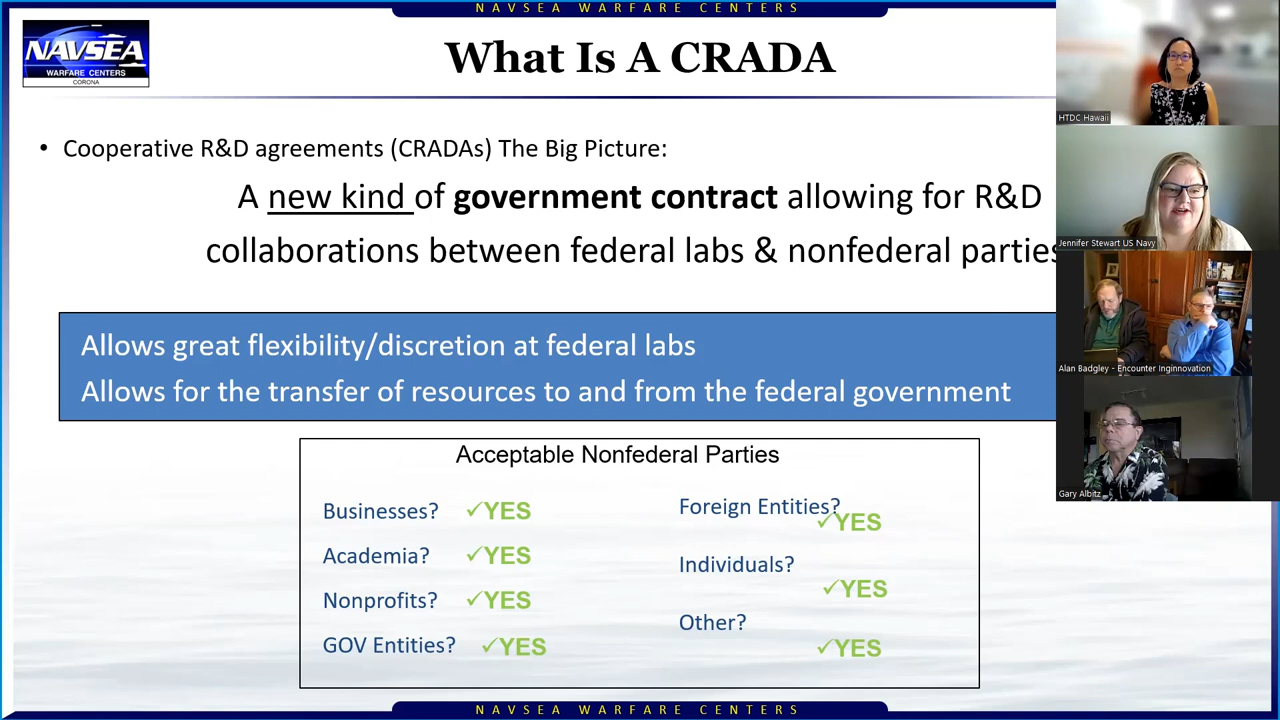 NAVSEA WARFARE CENTERS
NAVSEA
WARFARE CENTERS
CORONA
What Is A CRADA
• Cooperative R&D agreements (CRADAs) The Big Picture:
A new kind of government contract allowing for R&D
collaborations between federal labs & nonfederal parties
Allows great flexibility/discretion at federal labs
Allows for the transfer of resources to and from the federal government
Acceptable Nonfederal Parties
Businesses? ✓YES
Academia? ✓YES
Nonprofits? ✓YES
GOV Entities? ✓YES
Foreign Entities?
✓YES
Individuals?
✓YES
Other?
✓YES
HTDC Hawaii
Jennifer Stewart US Navy
Alan Badgley - Encounter Inginnovation
Gary Albitz
NAVSEA WARFARE CENTERS